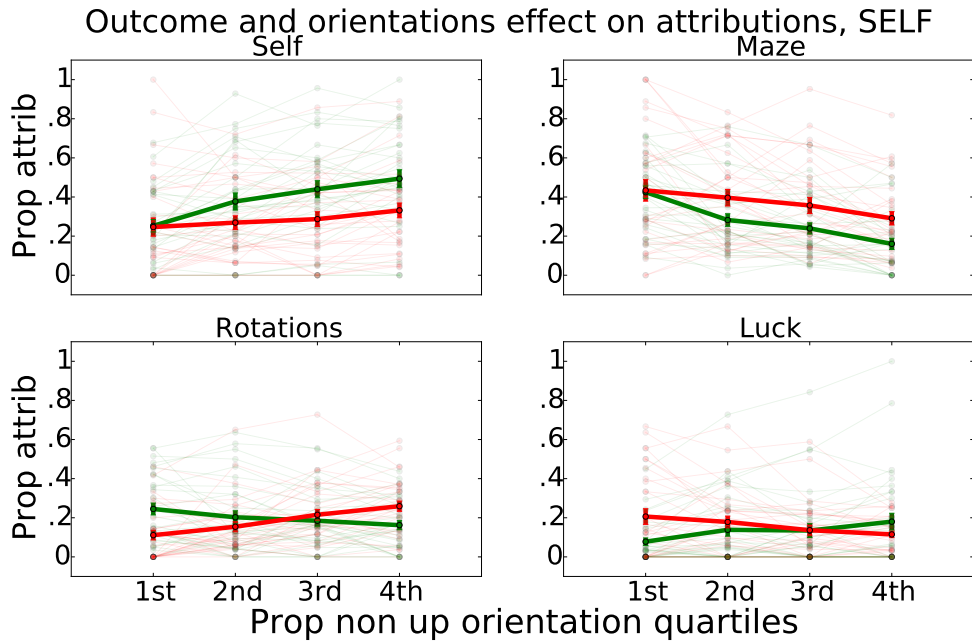 Outcome and orientations effect on attributions, SELF
Self
Maze
Prop attrib
1
.8
.6
.4
.2
0
1
.8
.6
.4
.2
0
Rotations
Luck
Prop attrib
1
.8
.6
.4
.2
0
1
.8
.6
.4
.2
0
1st 2nd 3rd 4th
1st 2nd 3rd 4th
Prop non up orientation quartiles